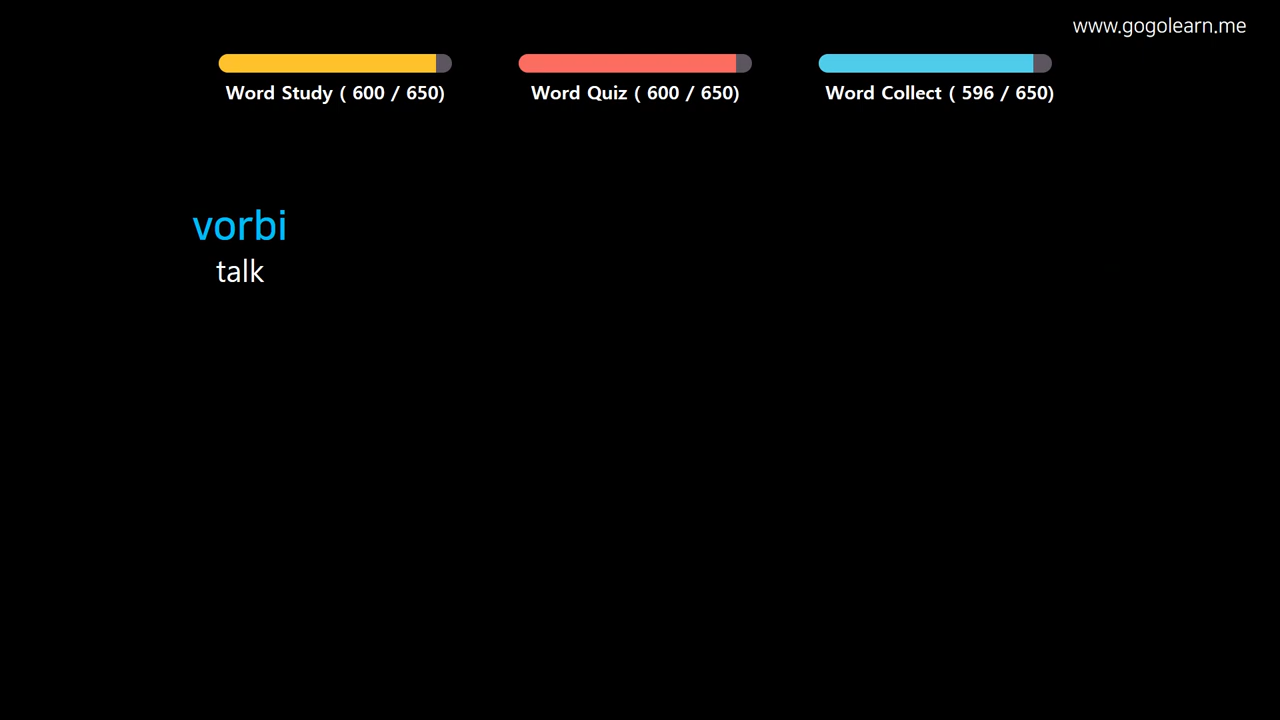 www.gogolearn.me
Word Study ( 600 / 650)
Word Quiz ( 600 / 650)
Word Collect ( 596 / 650)
vorbi
talk